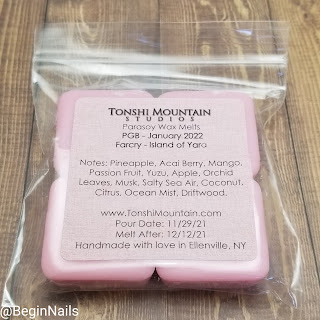 TONSHI MOUNTAIN
STUDIOS
Parasoy Wax Melts
PGB - January 2022
Farcry - Island of Yara
Notes: Pineapple, Acai Berry, Mango,
Passion Fruit, Yuzu, Apple, Orchid
Leaves, Musk, Salty Sea Air, Coconut,
Citrus, Ocean Mist, Driftwood.
www.TonshiMountain.com
Pour Date: 11/29/21
Melt After: 12/12/21
Handmade with love in Ellenville, NY
@BeginNails